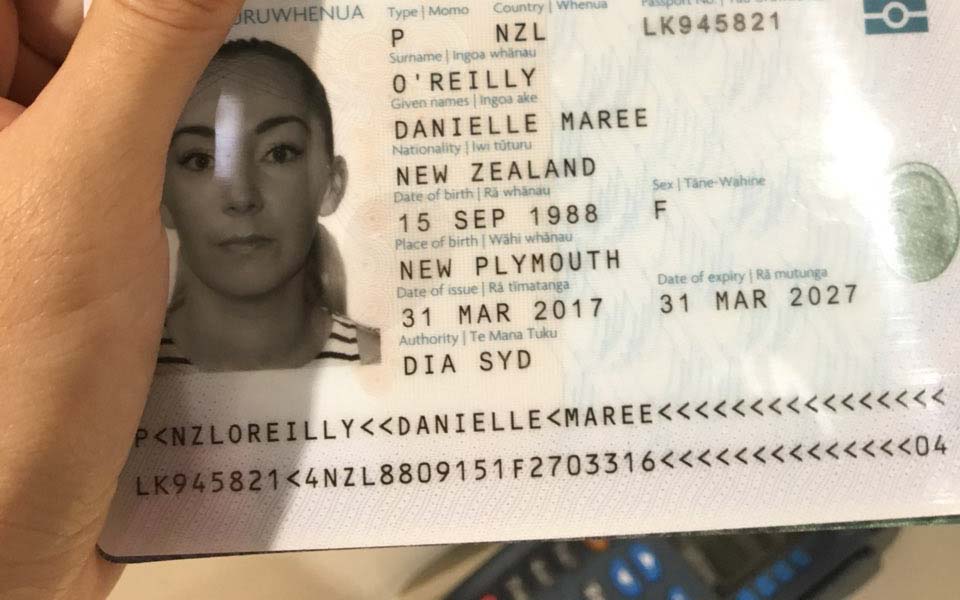 URUWHENUA Type | Momo Country | Whenua Passport No.
P NZL LK945821
Surname | Ingoa whānau
O'REILLY
Given names | Ingoa ake
DANIELLE MAREE
Nationality | Iwi tūturu
NEW ZEALAND
Date of birth | Rā whānau Sex | Tāne-Wahine
15 SEP 1988 F
Place of birth | Wāhi whānau
NEW PLYMOUTH
Date of issue | Rā tīmatanga Date of expiry | Rā mutunga
31 MAR 2017 31 MAR 2027
Authority | Te Mana Tuku
DIA SYD
P<NZLOREILLY<<DANIELLE<MAREE<<<<<<<<<<<<<<<<
LK945821<4NZL8809151F2703316<<<<<<<<<<<<<<04